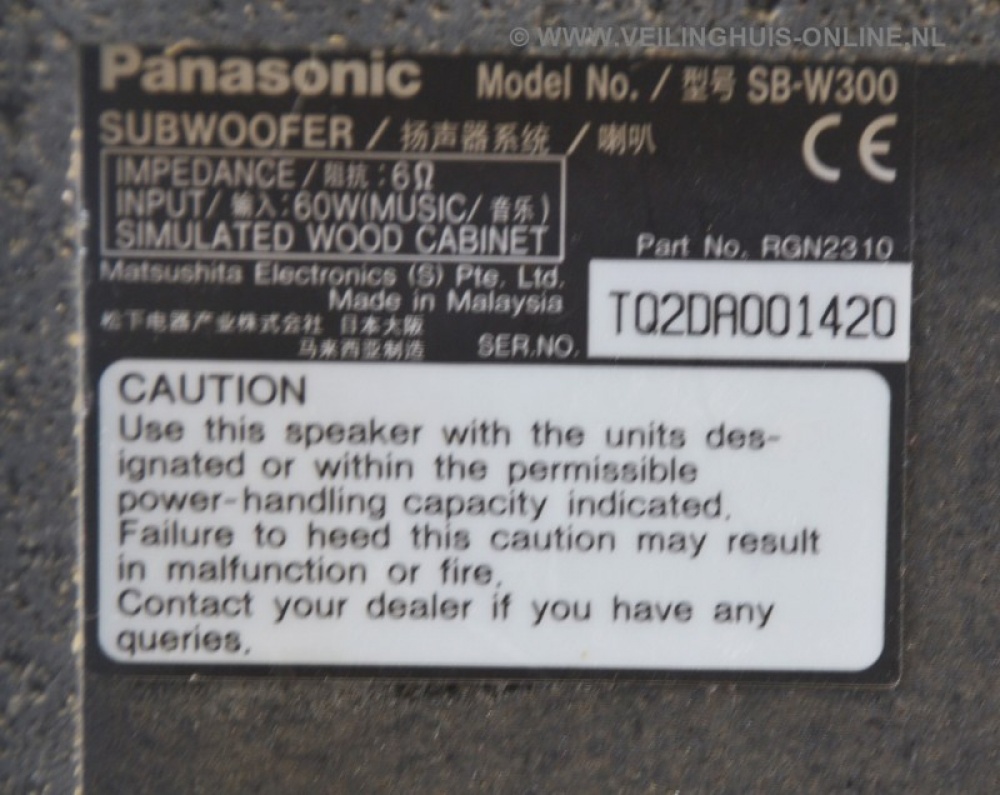 © WWW.VEILINGHUIS-ONLINE.NL
Panasonic Model No. / 型号 SB-W300
SUBWOOFER / 扬声器系统 / 喇叭
CE
IMPEDANCE / 阻抗 : 6Ω
INPUT / 输入 : 60W(MUSIC/ 音乐 )
SIMULATED WOOD CABINET
Part No. RGN2310
Matsushita Electronics (S) Pte. Ltd.
Made in Malaysia
松下电器产业株式会社 日本大阪
马来西亚制造
SER.NO. TQ2DA001420
CAUTION
Use this speaker with the units des-
ignated or within the permissible
power-handling capacity indicated.
Failure to heed this caution may result
in malfunction or fire.
Contact your dealer if you have any
queries.